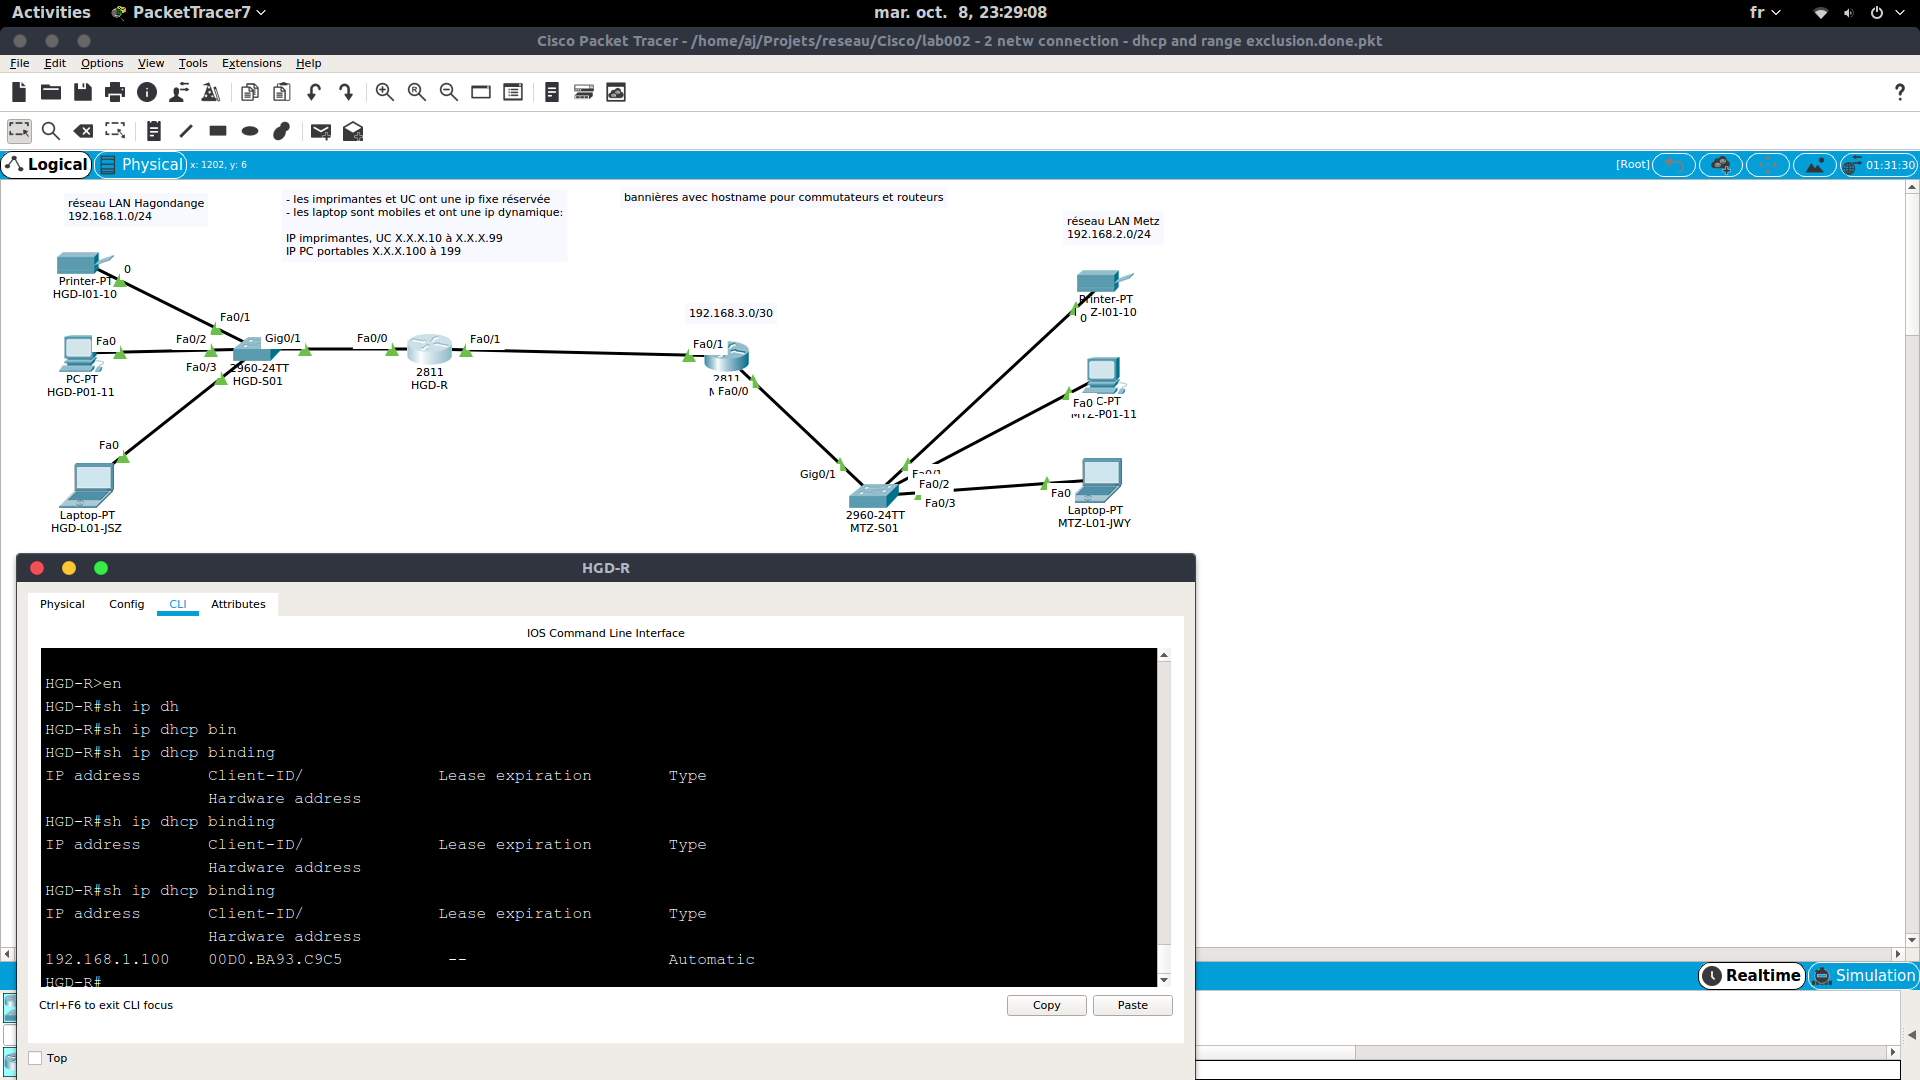 Activities PacketTracer7 mar. oct. 8, 23:29:08 fr
Cisco Packet Tracer - /home/aj/Projets/reseau/Cisco/lab002 - 2 netw connection - dhcp and range exclusion.done.pkt
File Edit Options View Tools Extensions Help
Logical Physical x: 1202, y: 6 [Root] 01:31:30
réseau LAN Hagondange
192.168.1.0/24
- les imprimantes et UC ont une ip fixe réservée
- les laptop sont mobiles et ont une ip dynamique:
IP imprimantes, UC X.X.X.10 à X.X.X.99
IP PC portables X.X.X.100 à 199
bannières avec hostname pour commutateurs et routeurs
réseau LAN Metz
192.168.2.0/24
0
Printer-PT
HGD-I01-10
Fa0/1
Fa0
Fa0/2
Gig0/1
Fa0/0
Fa0/1
PC-PT
HGD-P01-11
Fa0/3
2960-24TT
HGD-S01
2811
HGD-R
192.168.3.0/30
Fa0/1
2811
Fa0/0
Fa0
Laptop-PT
HGD-L01-JSZ
Printer-PT
Z-I01-10
0
C-PT
Fa0
MTZ-P01-11
Gig0/1
Fa0/1
Fa0/2
Fa0/3
Fa0
2960-24TT
MTZ-S01
Laptop-PT
MTZ-L01-JWY
HGD-R
Physical Config CLI Attributes
IOS Command Line Interface
HGD-R>en
HGD-R#sh ip dh
HGD-R#sh ip dhcp bin
HGD-R#sh ip dhcp binding
IP address Client-ID/ Lease expiration Type
Hardware address
HGD-R#sh ip dhcp binding
IP address Client-ID/ Lease expiration Type
Hardware address
HGD-R#sh ip dhcp binding
IP address Client-ID/ Lease expiration Type
Hardware address
192.168.1.100 00D0.BA93.C9C5 -- Automatic
HGD-R#
Ctrl+F6 to exit CLI focus Copy Paste
Top
Realtime Simulation